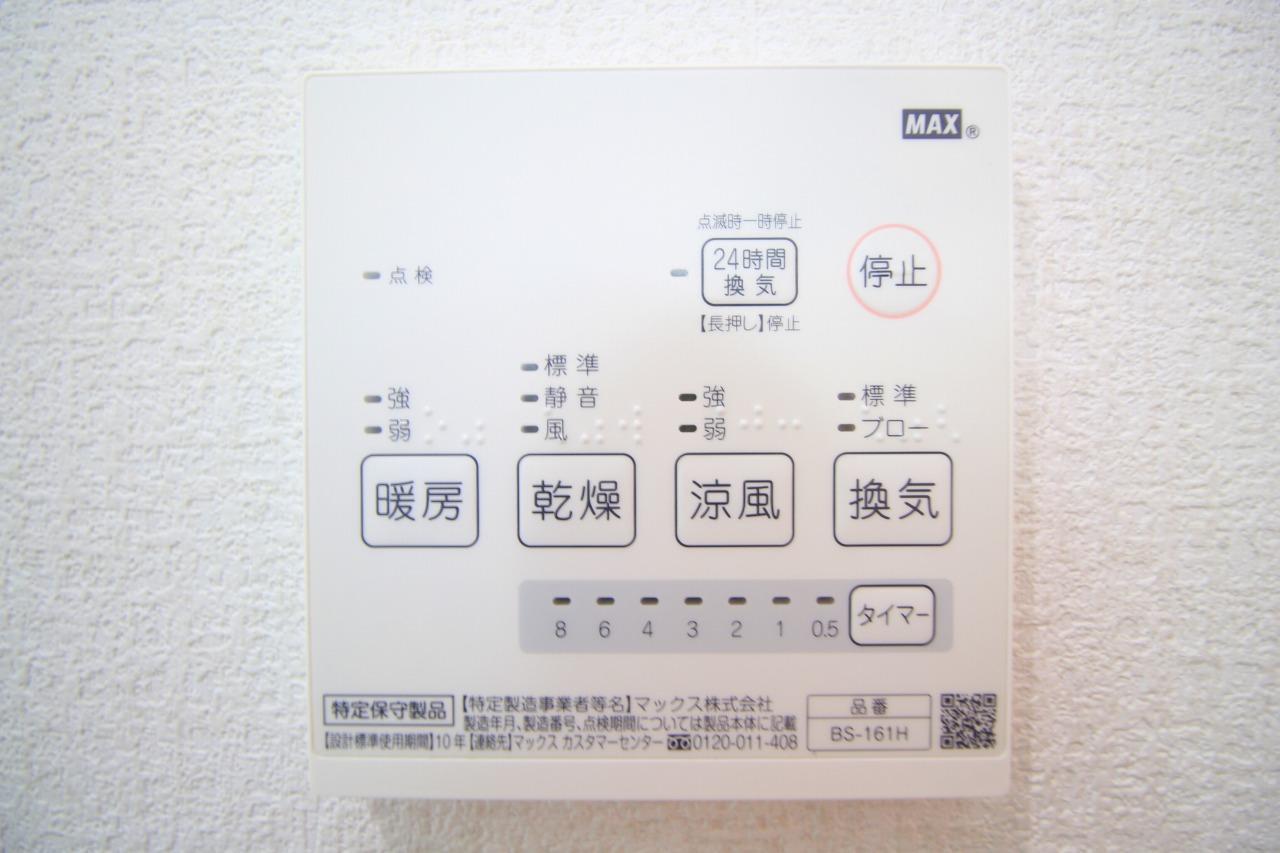 MAX®
点滅時一時停止
点検
24時間
換気
停止
【長押し】停止
強
弱
暖房
標準
静音
風
乾燥
強
弱
涼風
標準
ブロー
換気
8 6 4 3 2 1 0.5 タイマー
特定保守製品
【特定製造事業者等名】マックス株式会社
製造年月、製造番号、点検期間については製品本体に記載
【設計標準使用期間】10年【連絡先】マックス カスタマーセンター 0120-011-408
品番
BS-161H